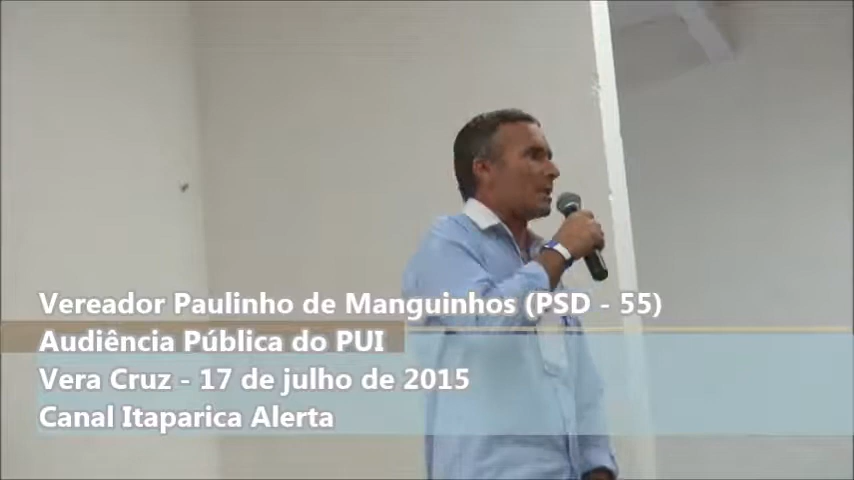 Vereador Paulinho de Manguinhos (PSD - 55)
Audiência Pública do PUI
Vera Cruz - 17 de julho de 2015
Canal Itaparica Alerta